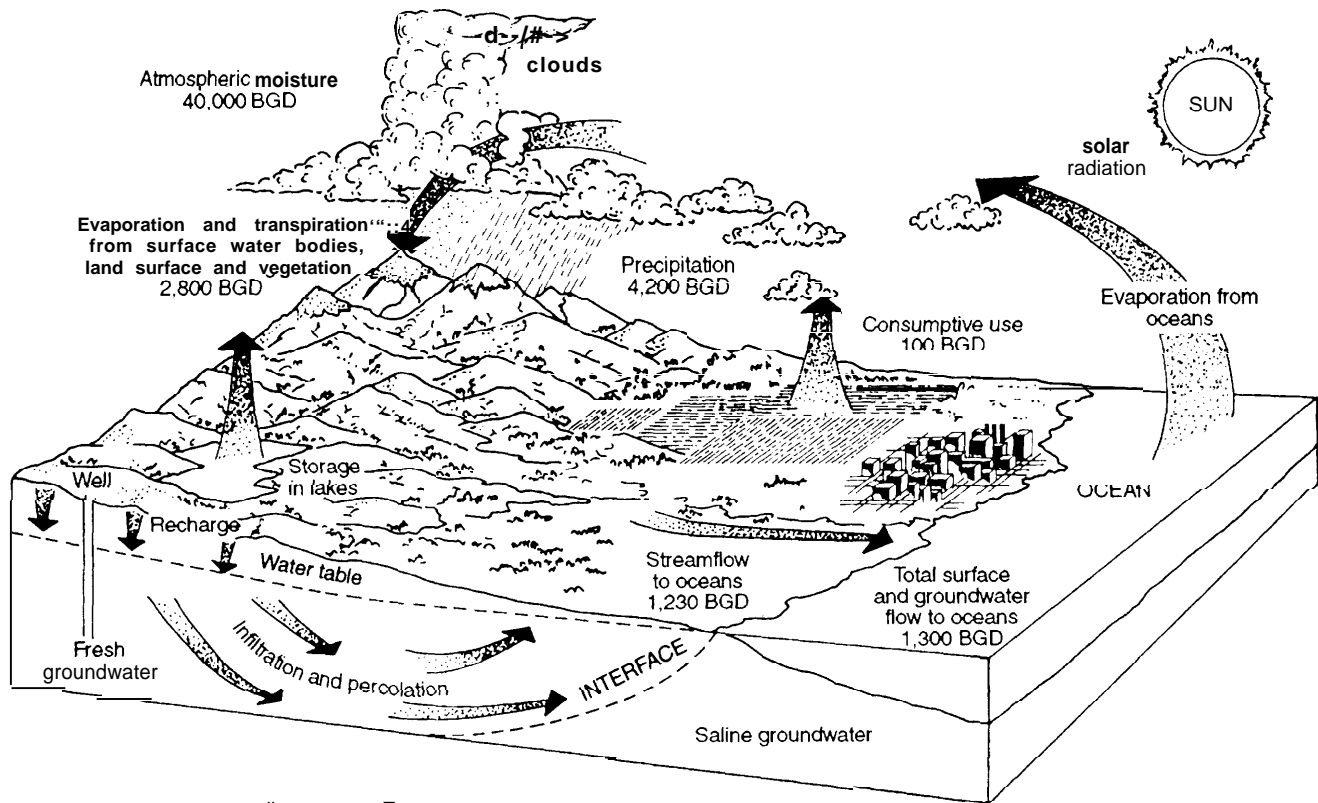 clouds
Atmospheric moisture
40,000 BGD
SUN
solar
radiation
Evaporation and transpiration
from surface water bodies,
land surface and vegetation
2,800 BGD
Precipitation
4,200 BGD
Evaporation from
oceans
Consumptive use
100 BGD
Well
Storage
in lakes
OCEAN
Recharge
Water table
Streamflow
to oceans
1,230 BGD
Total surface
and groundwater
flow to oceans
1,300 BGD
Fresh
groundwater
Infiltration and percolation
INTERFACE
Saline groundwater